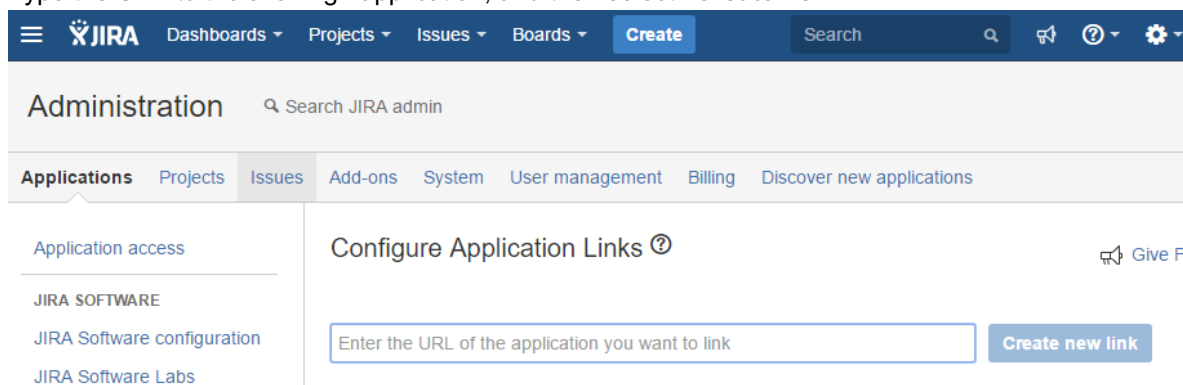 JIRA Dashboards Projects Issues Boards Create Search
Administration Search JIRA admin
Applications Projects Issues Add-ons System User management Billing Discover new applications
Application access
Configure Application Links
Give F
JIRA SOFTWARE
JIRA Software configuration
Enter the URL of the application you want to link
Create new link
JIRA Software Labs